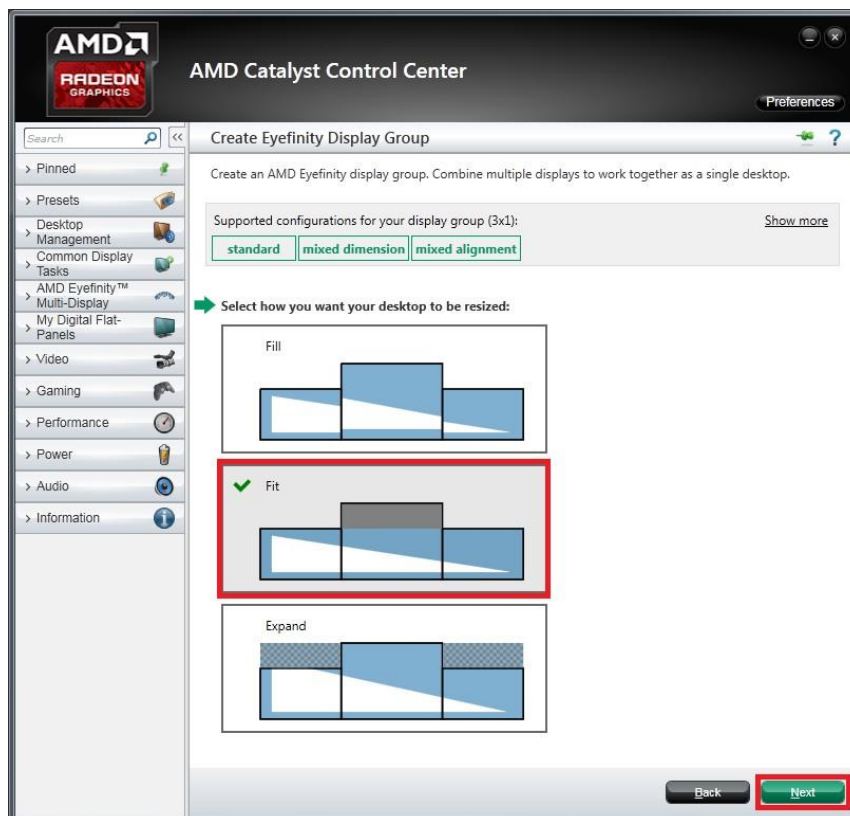 AMD
RADEON
GRAPHICS
AMD Catalyst Control Center
Preferences
Search
<<
Create Eyefinity Display Group
?
> Pinned
> Presets
> Desktop
Management
> Common Display
Tasks
> AMD Eyefinity™
Multi-Display
> My Digital Flat-
Panels
> Video
> Gaming
> Performance
> Power
> Audio
> Information
Create an AMD Eyefinity display group. Combine multiple displays to work together as a single desktop.
Supported configurations for your display group (3x1):
Show more
standard mixed dimension mixed alignment
Select how you want your desktop to be resized:
Fill
Fit
Expand
Back
Next